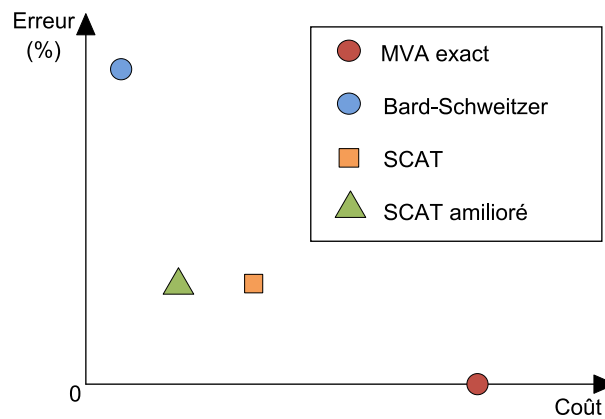 Erreur
(%)
MVA exact
Bard-Schweitzer
SCAT
SCAT amilioré
0
Coût